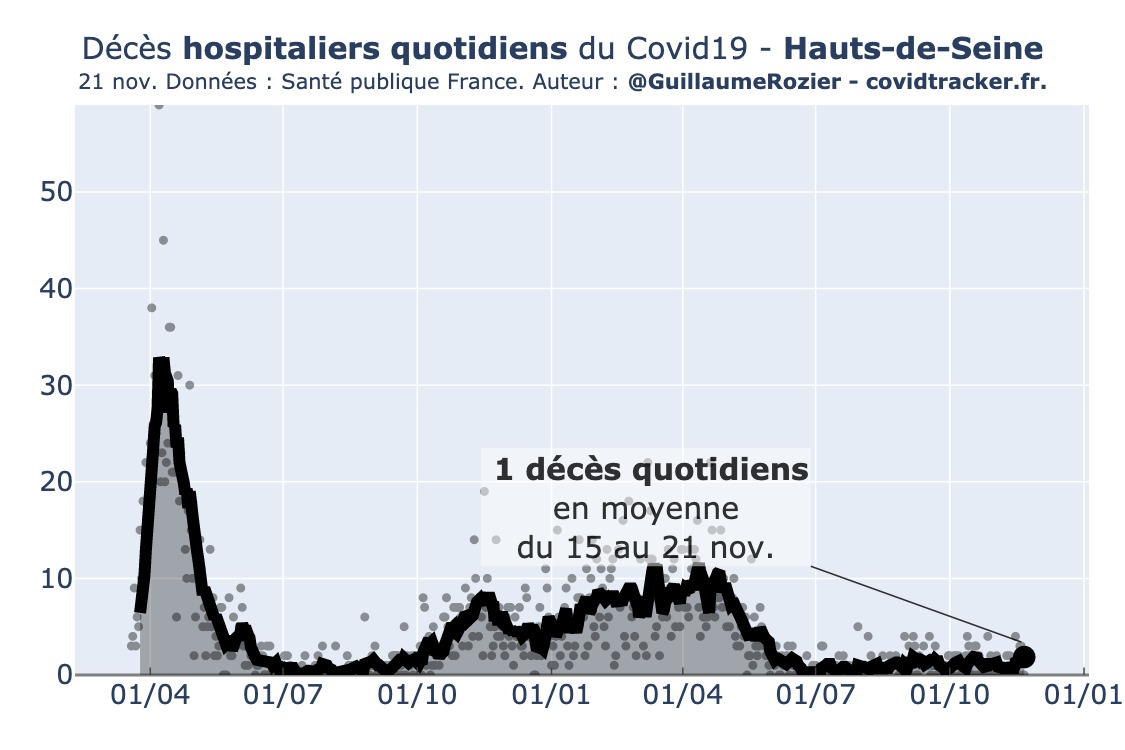 Décès hospitaliers quotidiens du Covid19 - Hauts-de-Seine
21 nov. Données : Santé publique France. Auteur : @GuillaumeRozier - covidtracker.fr.
50
40
30
20
10
0
1 décès quotidiens
en moyenne
du 15 au 21 nov.
01/04 01/07 01/10 01/01 01/04 01/07 01/10 01/01